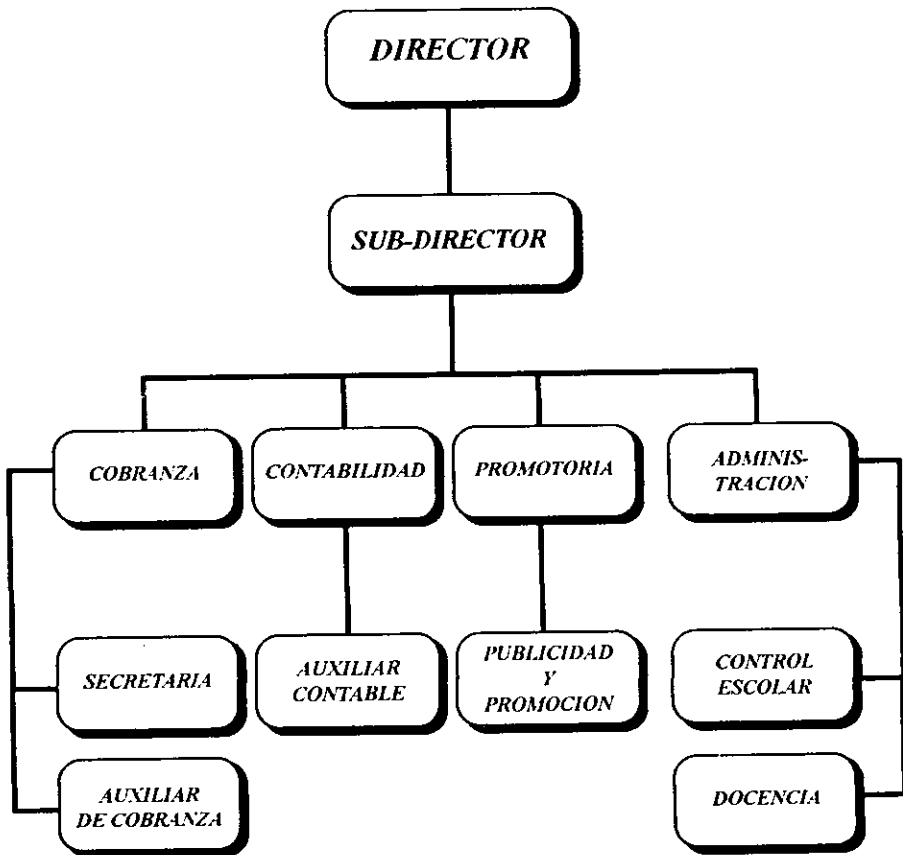 DIRECTOR
SUB-DIRECTOR
COBRANZA
CONTABILIDAD
PROMOTORIA
ADMINIS-
TRACION
SECRETARIA
AUXILIAR
CONTABLE
PUBLICIDAD
Y
PROMOCION
CONTROL
ESCOLAR
AUXILIAR
DE COBRANZA
DOCENCIA